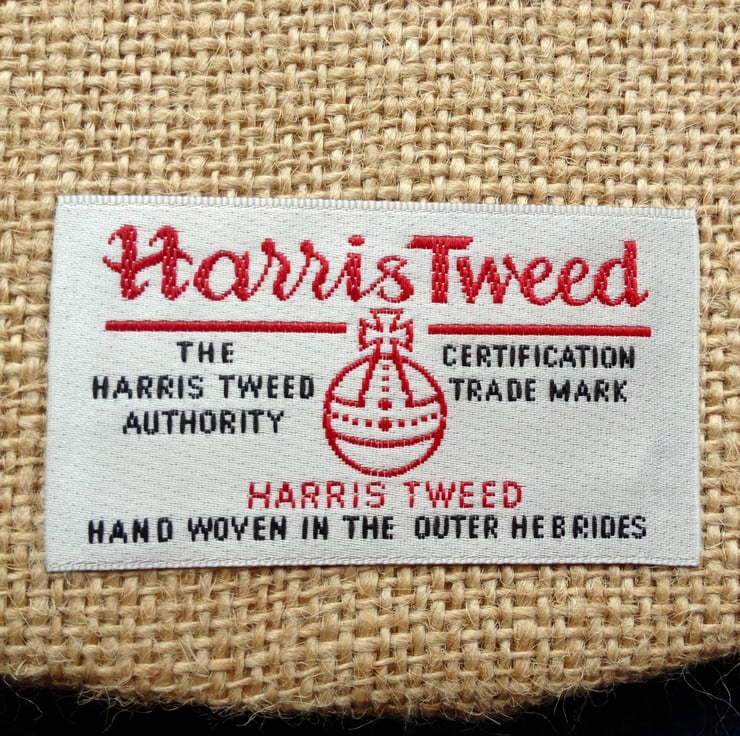 Harris Tweed
THE
HARRIS TWEED
AUTHORITY
CERTIFICATION
TRADE MARK
HARRIS TWEED
HAND WOVEN IN THE OUTER HEBRIDES